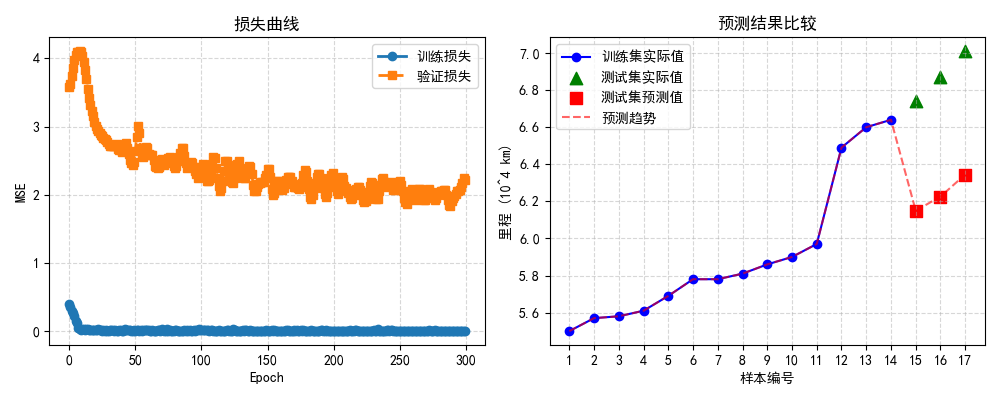 损失曲线
训练损失
验证损失
MSE
4
3
2
1
0
0 50 100 150 200 250 300
Epoch
预测结果比较
训练集实际值
测试集实际值
测试集预测值
预测趋势
里程 (10^4 km)
7.0
6.8
6.6
6.4
6.2
6.0
5.8
5.6
1 2 3 4 5 6 7 8 9 10 11 12 13 14 15 16 17
样本编号